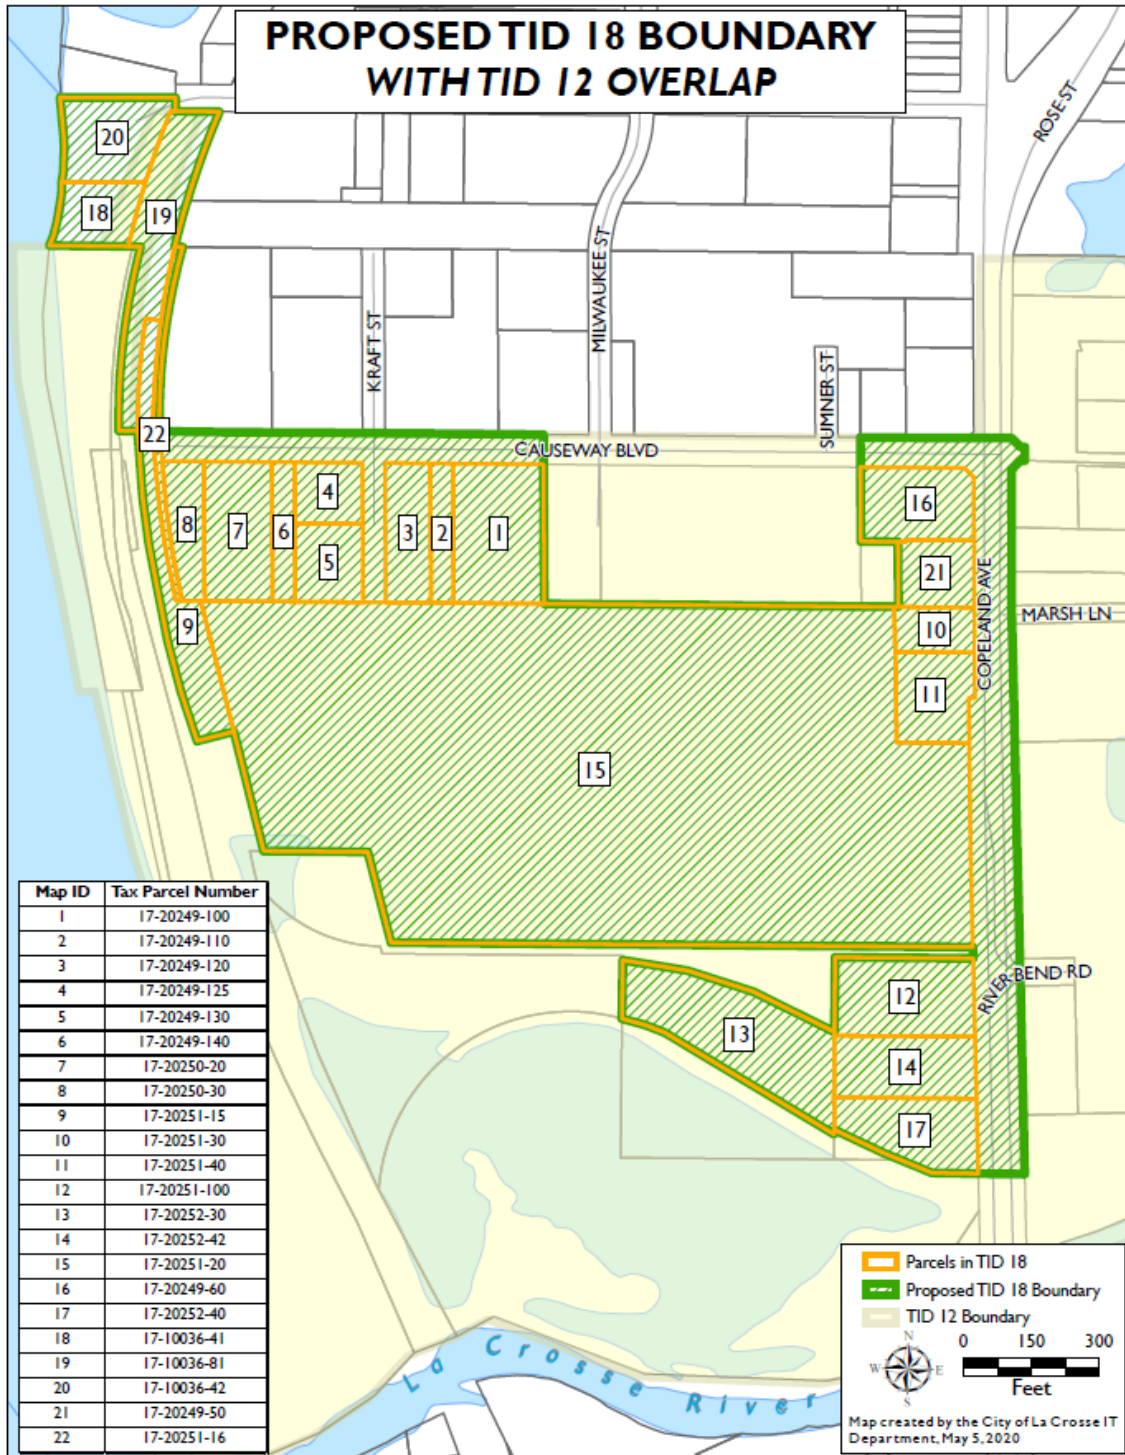 PROPOSED TID 18 BOUNDARY
WITH TID 12 OVERLAP
ROSE ST
20
18
19
MILWAUKEE ST
KRAFT ST
SUMNER ST
22
CAUSEWAY BLVD
4
16
8
7
6
3
2
1
5
21
COPELAND AVE
MARSH LN
9
10
11
15
RIVER BEND RD
12
13
14
17
Map ID Tax Parcel Number
1 17-20249-100
2 17-20249-110
3 17-20249-120
4 17-20249-125
5 17-20249-130
6 17-20249-140
7 17-20250-20
8 17-20250-30
9 17-20251-15
10 17-20251-30
11 17-20251-40
12 17-20251-100
13 17-20252-30
14 17-20252-42
15 17-20251-20
16 17-20249-60
17 17-20252-40
18 17-10036-41
19 17-10036-81
20 17-10036-42
21 17-20249-50
22 17-20251-16
La Crosse River
Parcels in TID 18
Proposed TID 18 Boundary
TID 12 Boundary
N
W E
S
0 150 300
Feet
Map created by the City of La Crosse IT
Department, May 5, 2020